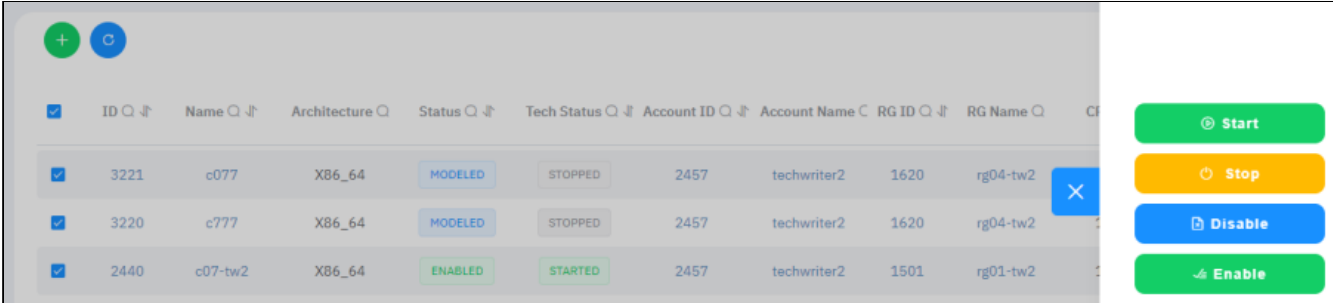 ID Name Architecture Status Tech Status Account ID Account Name RG ID RG Name
3221 c077 X86_64 MODELED STOPPED 2457 techwriter2 1620 rg04-tw2
3220 c777 X86_64 MODELED STOPPED 2457 techwriter2 1620 rg04-tw2
2440 c07-tw2 X86_64 ENABLED STARTED 2457 techwriter2 1501 rg01-tw2
Start
Stop
Disable
Enable